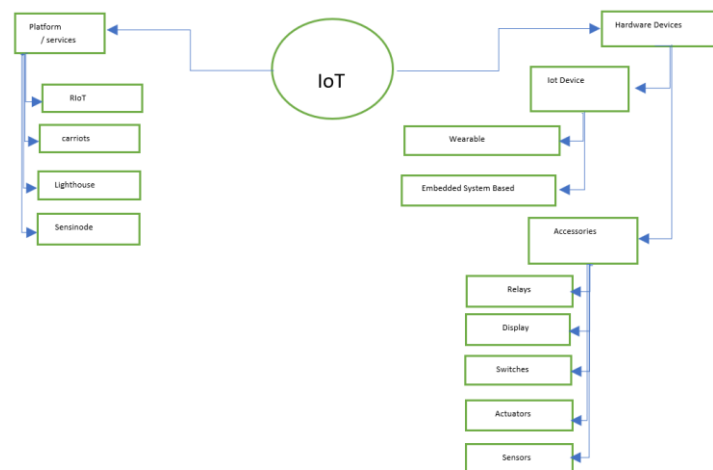 Platform
/ services
IoT
Hardware Devices
RIoT
carriots
Lighthouse
Sensinode
Iot Device
Wearable
Embedded System Based
Accessories
Relays
Display
Switches
Actuators
Sensors